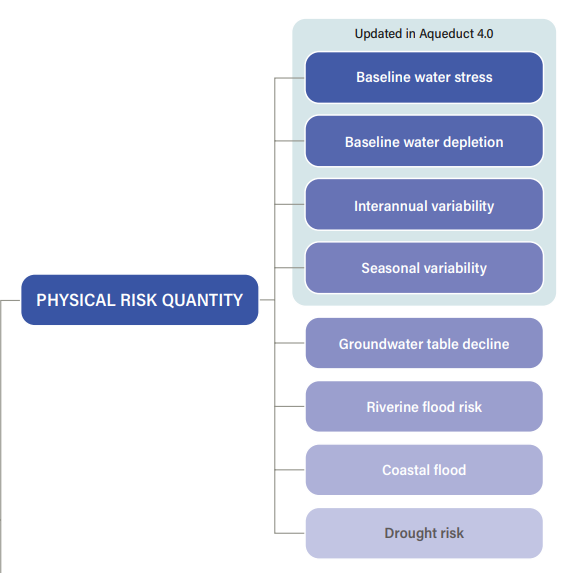 Updated in Aqueduct 4.0
Baseline water stress
Baseline water depletion
Interannual variability
Seasonal variability
PHYSICAL RISK QUANTITY
Groundwater table decline
Riverine flood risk
Coastal flood
Drought risk